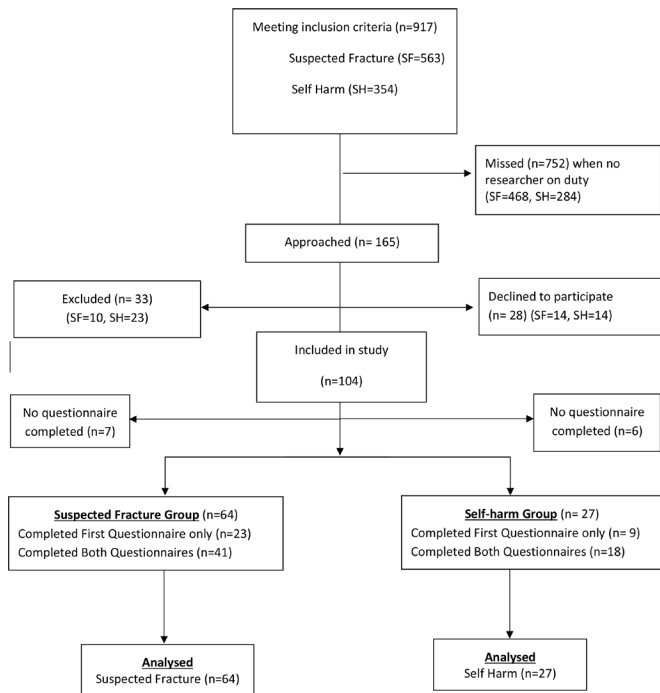 Meeting inclusion criteria (n=917)
Suspected Fracture (SF=563)
Self Harm (SH=354)
Missed (n=752) when no
researcher on duty
(SF=468, SH=284)
Approached (n= 165)
Excluded (n= 33)
(SF=10, SH=23)
Declined to participate
(n= 28) (SF=14, SH=14)
Included in study
(n=104)
No questionnaire
completed (n=7)
No questionnaire
completed (n=6)
Suspected Fracture Group (n=64)
Completed First Questionnaire only (n=23)
Completed Both Questionnaires (n=41)
Self-harm Group (n= 27)
Completed First Questionnaire only (n= 9)
Completed Both Questionnaires (n=18)
Analysed
Suspected Fracture (n=64)
Analysed
Self Harm (n=27)